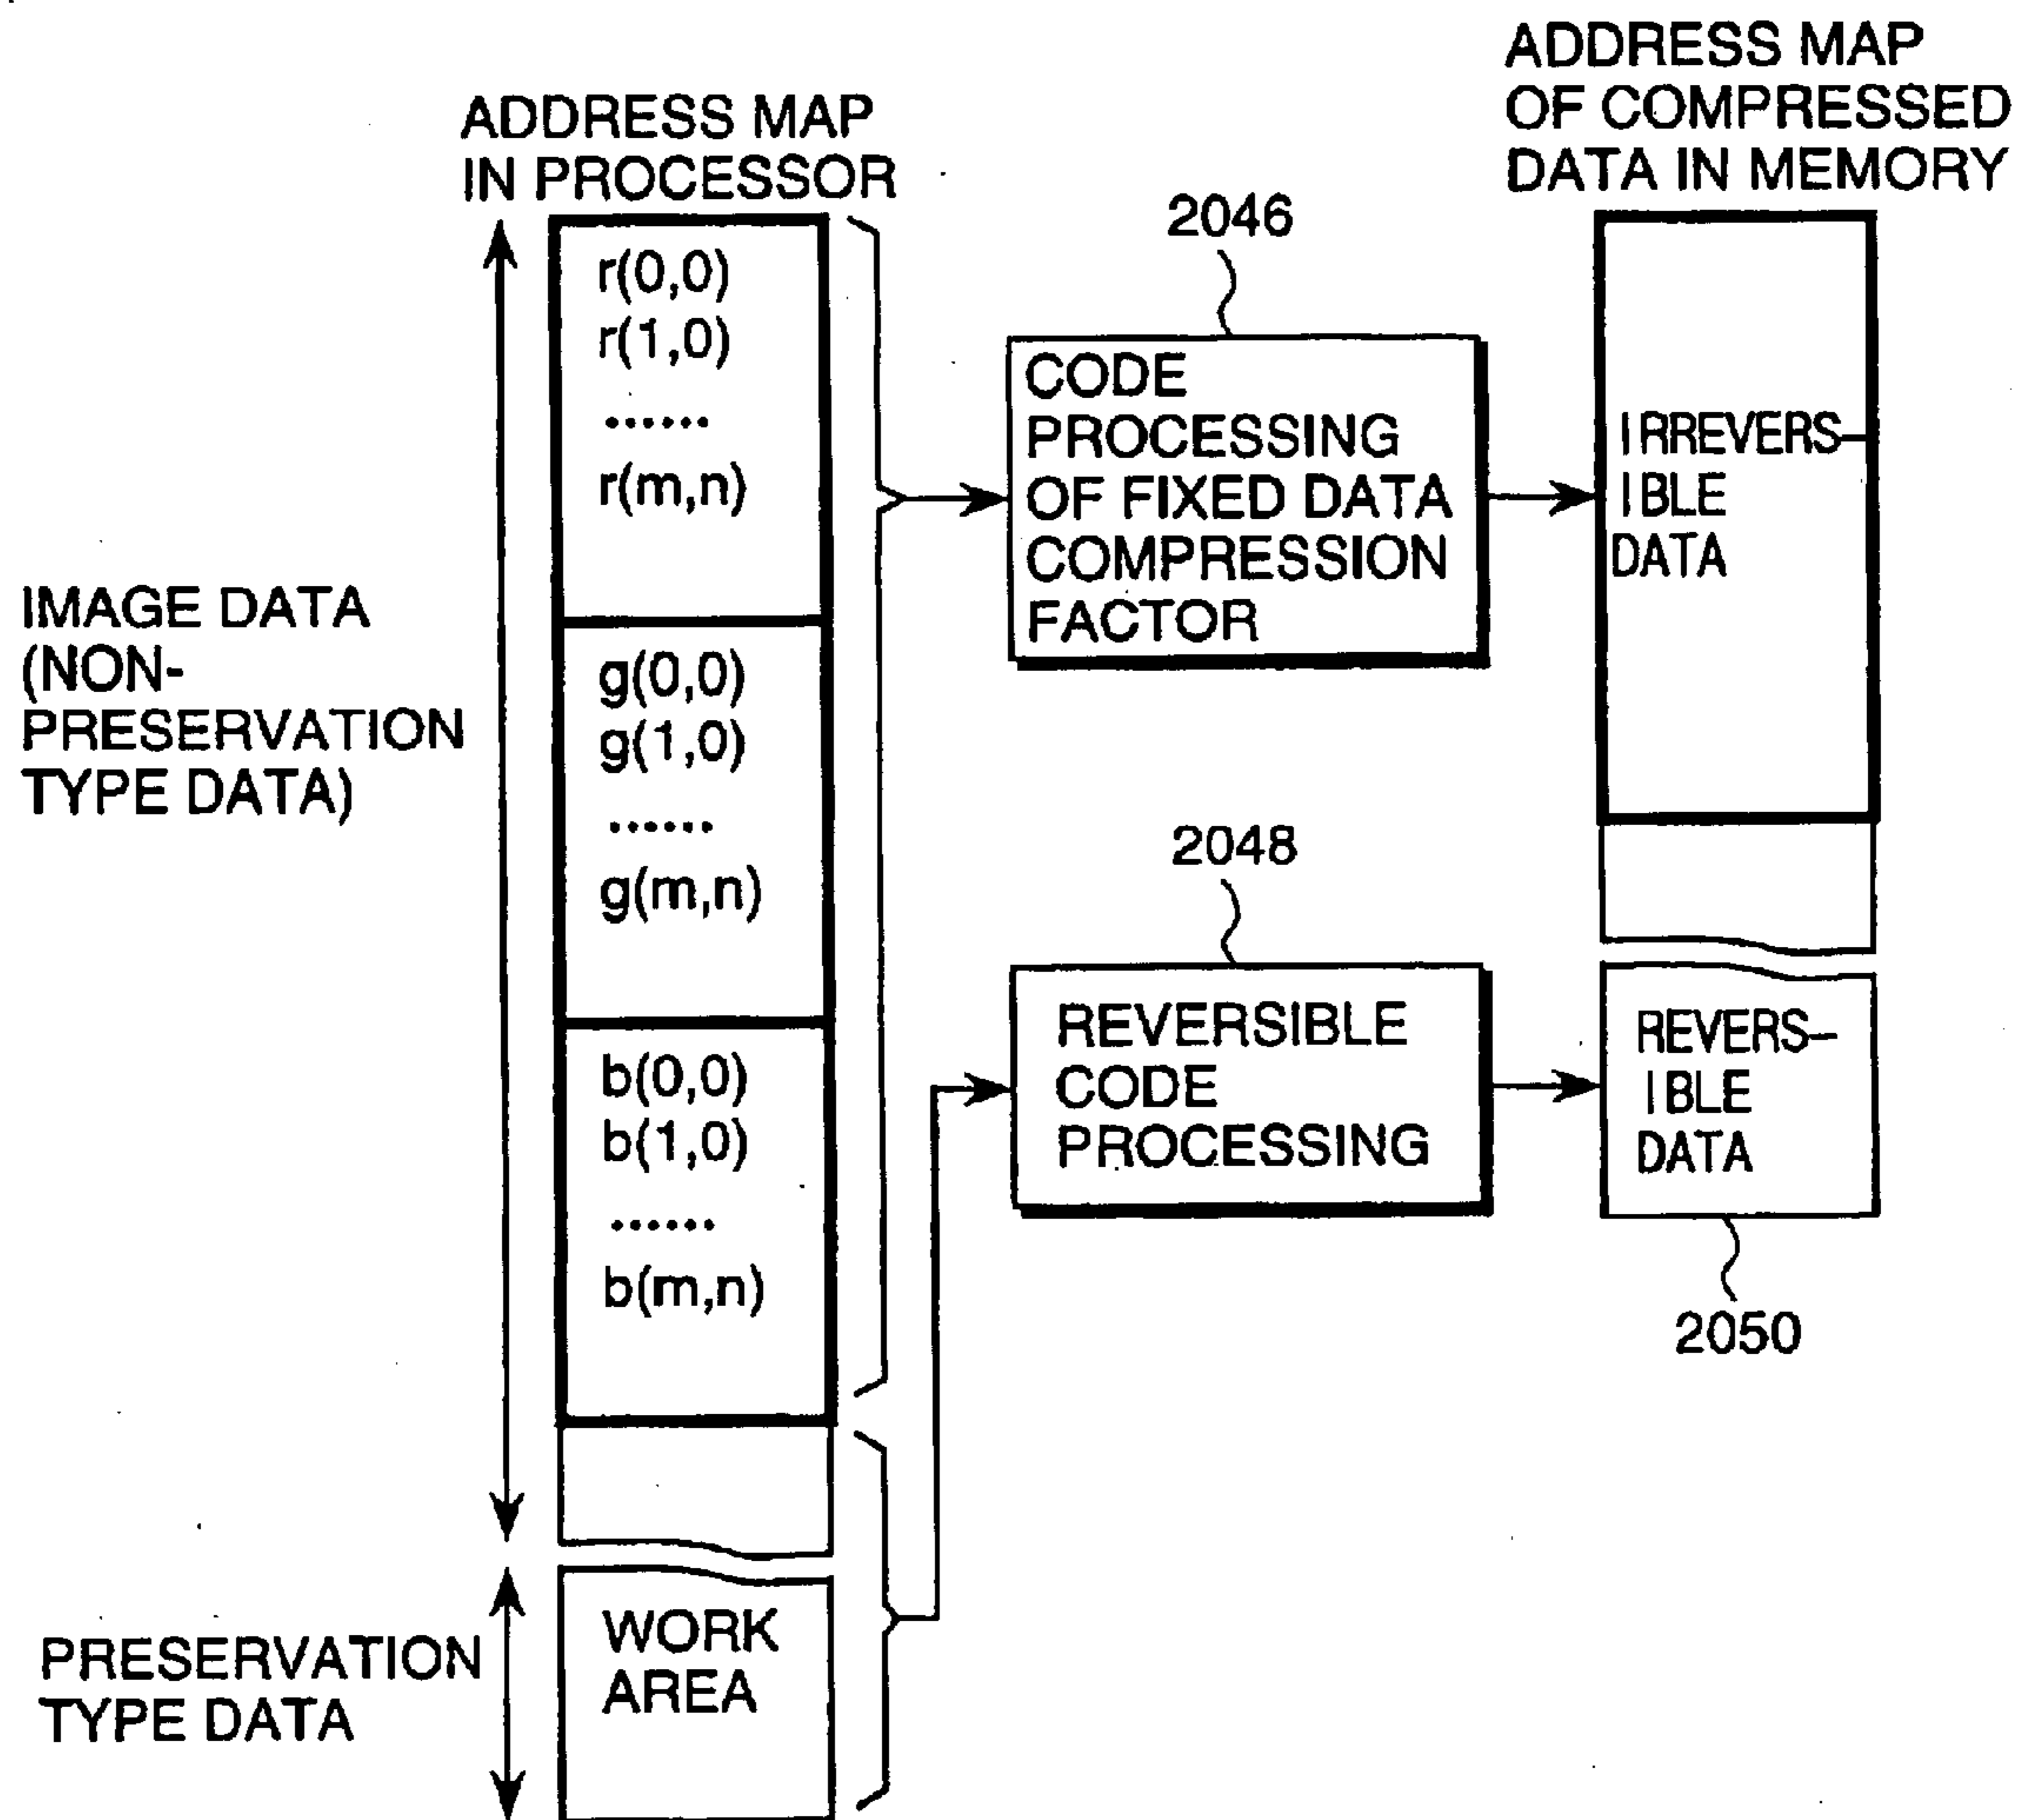 ADDRESS MAP
OF COMPRESSED
DATA IN MEMORY
ADDRESS MAP
IN PROCESSOR
2046
r(0,0)
r(1,0)
......
r(m,n)
CODE
PROCESSING
OF FIXED DATA
COMPRESSION
FACTOR
IRREVERS-
IBLE
DATA
IMAGE DATA
(NON-
PRESERVATION
TYPE DATA)
g(0,0)
g(1,0)
......
g(m,n)
2048
b(0,0)
b(1,0)
......
b(m,n)
REVERSIBLE
CODE
PROCESSING
REVERS-
IBLE
DATA
2050
PRESERVATION
TYPE DATA
WORK
AREA